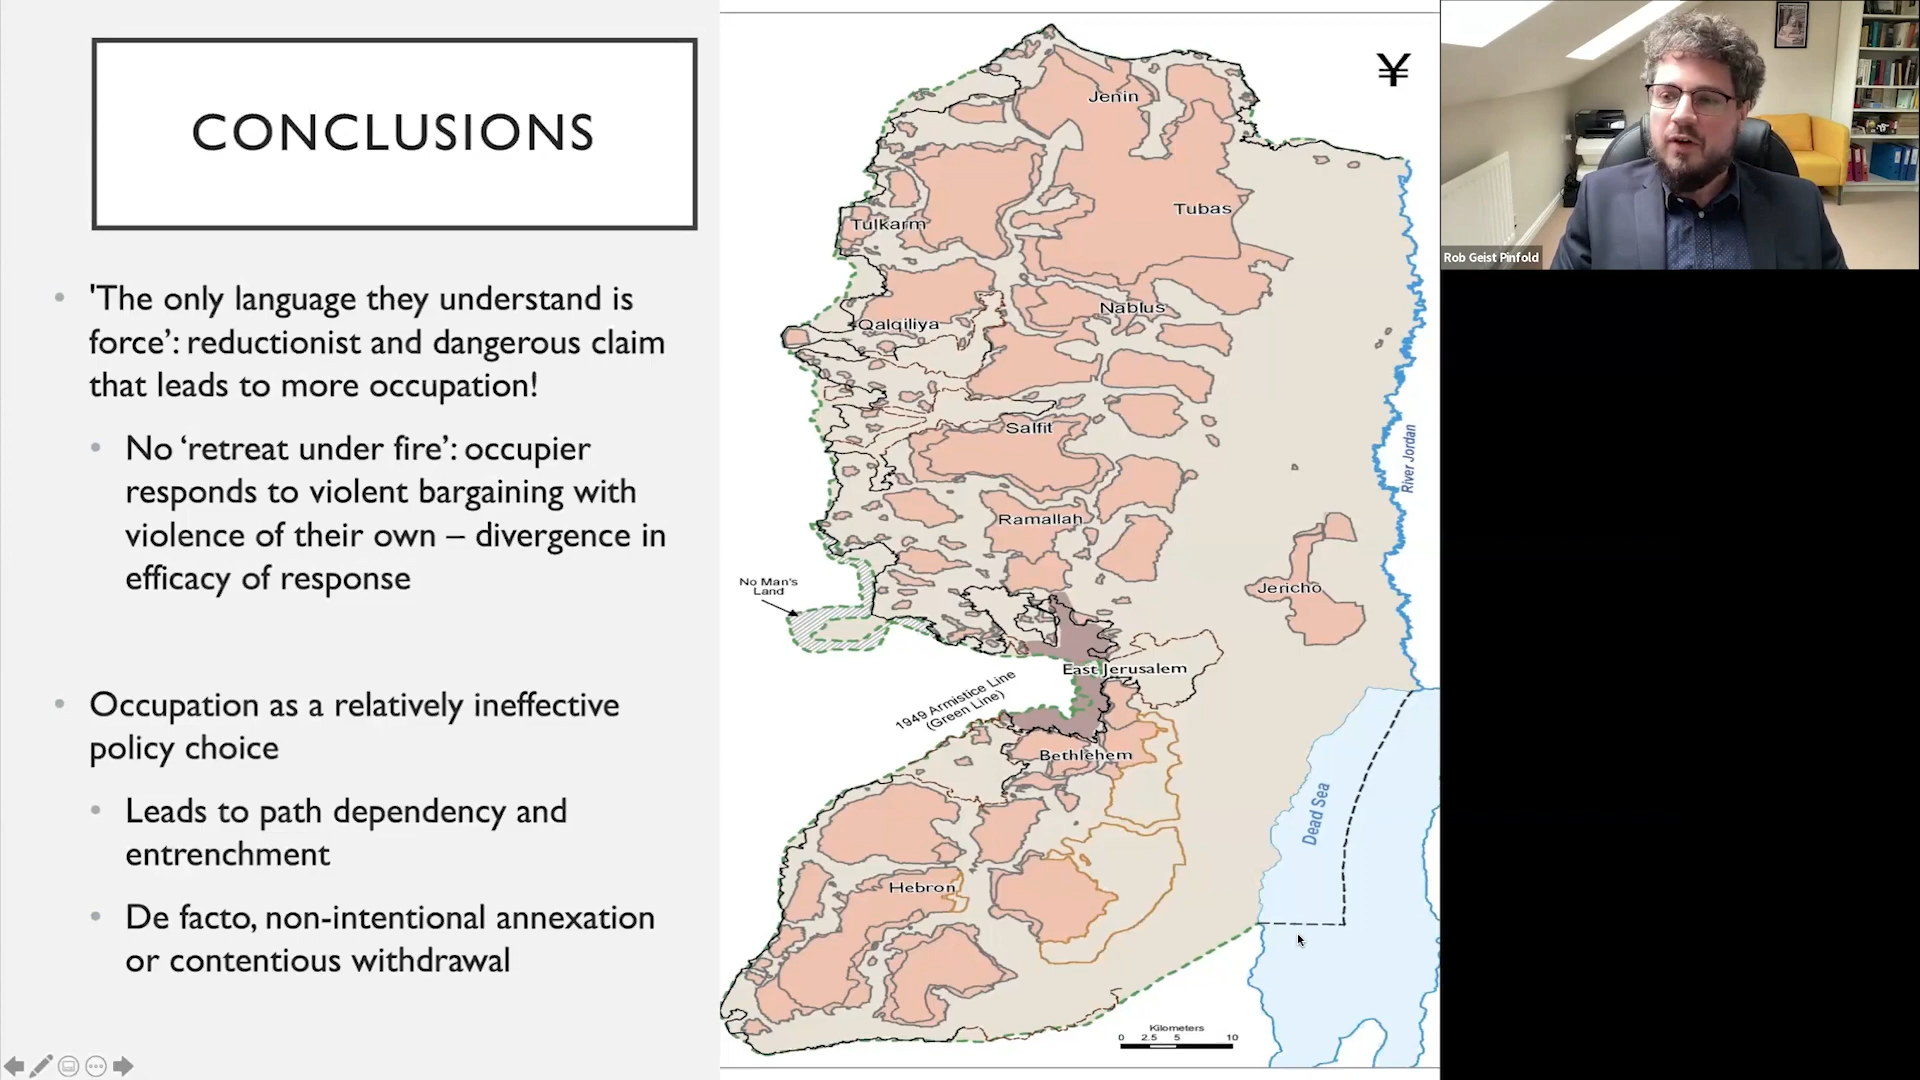 CONCLUSIONS
• 'The only language they understand is
force’: reductionist and dangerous claim
that leads to more occupation!
• No ‘retreat under fire’: occupier
responds to violent bargaining with
violence of their own – divergence in
efficacy of response
• Occupation as a relatively ineffective
policy choice
• Leads to path dependency and
entrenchment
• De facto, non-intentional annexation
or contentious withdrawal
¥
Jenin
Tubas
Tulkarm
Nablus
Qalqiliya
Salfit
River Jordan
Ramallah
No Man's
Land
Jericho
East Jerusalem
1949 Armistice Line
(Green Line)
Bethlehem
Dead Sea
Hebron
Kilometers
0 2.5 5 10
Rob Geist Pinfold